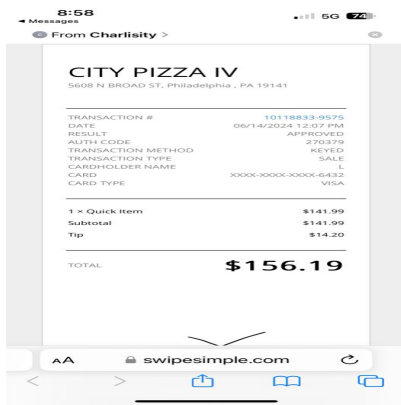 8:58
5G 74
◄ Messages
From Charlisity >
CITY PIZZA IV
5608 N BROAD ST, Philadelphia , PA 19141
TRANSACTION # 10118833-9575
DATE 06/14/2024 12:07 PM
RESULT APPROVED
AUTH CODE 270379
TRANSACTION METHOD KEYED
TRANSACTION TYPE SALE
CARDHOLDER NAME L
CARD XXXX-XXXX-XXXX-6432
CARD TYPE VISA
1 × Quick Item $141.99
Subtotal $141.99
Tip $14.20
TOTAL $156.19
AA swipesimple.com